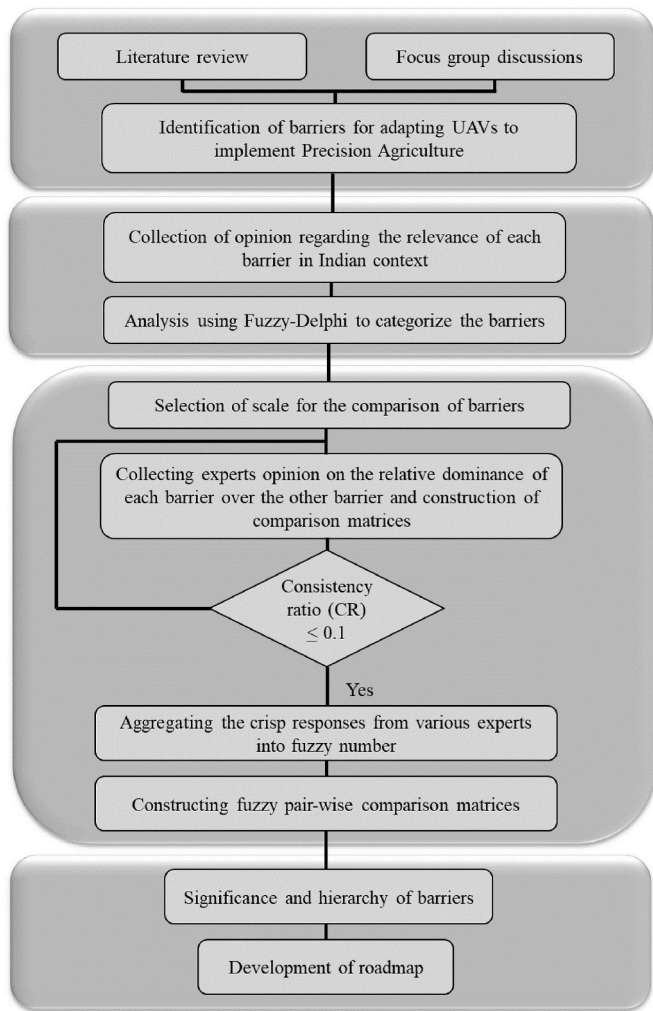 Literature review
Focus group discussions
Identification of barriers for adapting UAVs to
implement Precision Agriculture
Collection of opinion regarding the relevance of each
barrier in Indian context
Analysis using Fuzzy-Delphi to categorize the barriers
Selection of scale for the comparison of barriers
Collecting experts opinion on the relative dominance of
each barrier over the other barrier and construction of
comparison matrices
Consistency
ratio (CR)
≤ 0.1
Yes
Aggregating the crisp responses from various experts
into fuzzy number
Constructing fuzzy pair-wise comparison matrices
Significance and hierarchy of barriers
Development of roadmap